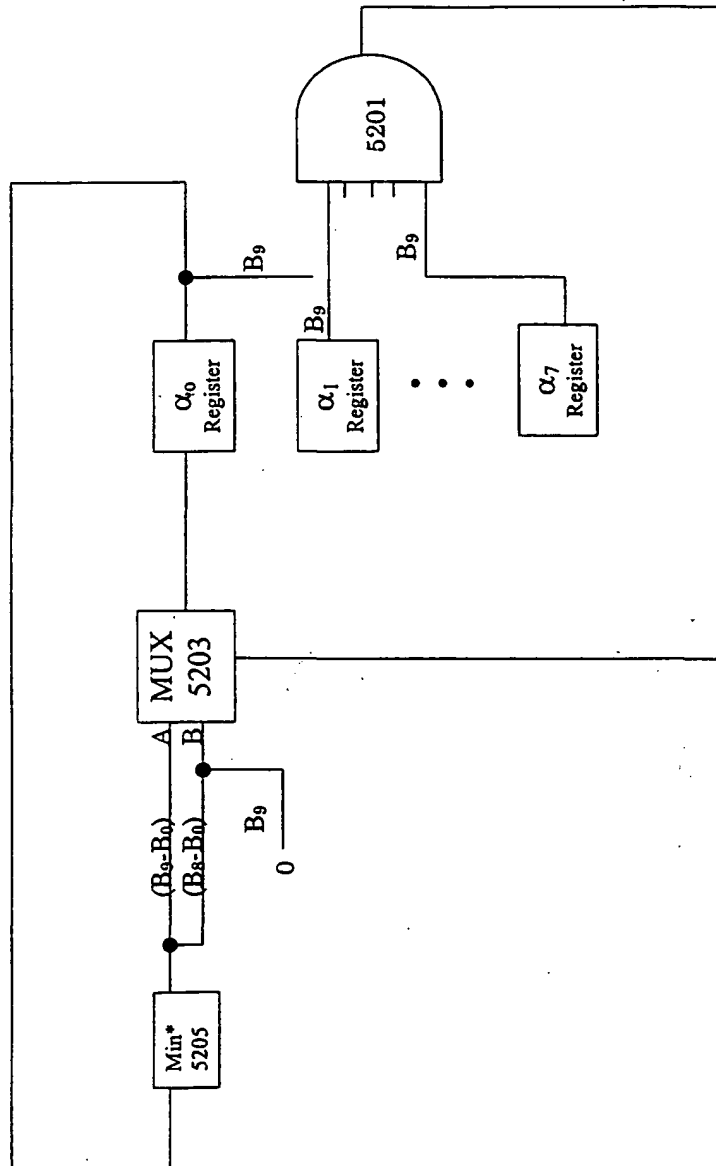 Min*
5205
(B₉-B₀)
(B₈-B₀)
A
B
MUX
5203
α₀
Register
B₉
0
B₉
α₁
Register
B₉
B₉
5201
• • •
α₇
Register